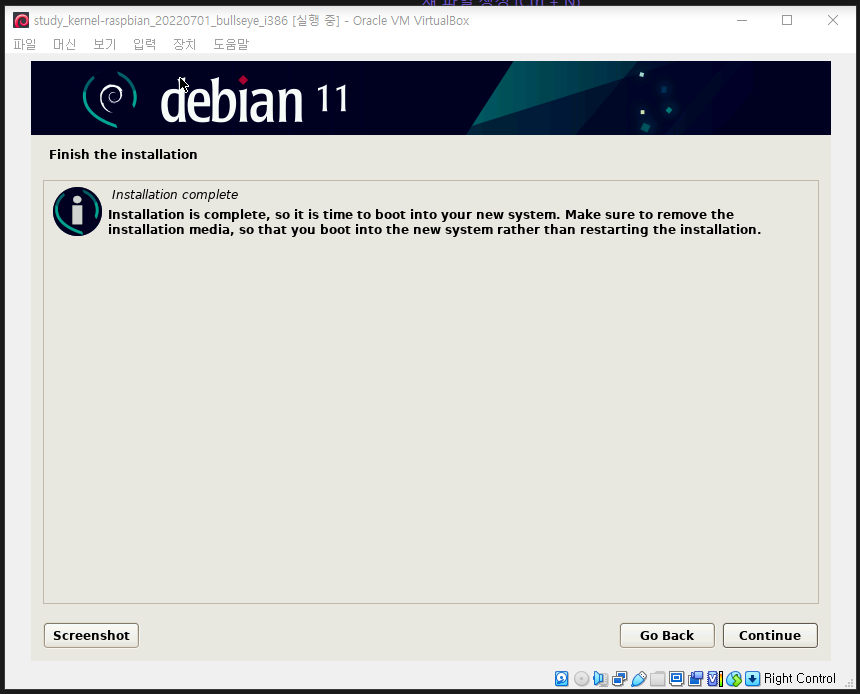 study_kernel-raspbian_20220701_bullseye_i386 [실행 중] - Oracle VM VirtualBox
파일 머신 보기 입력 장치 도움말
debian 11
Finish the installation
Installation complete
Installation is complete, so it is time to boot into your new system. Make sure to remove the
installation media, so that you boot into the new system rather than restarting the installation.
Screenshot Go Back Continue
Right Control